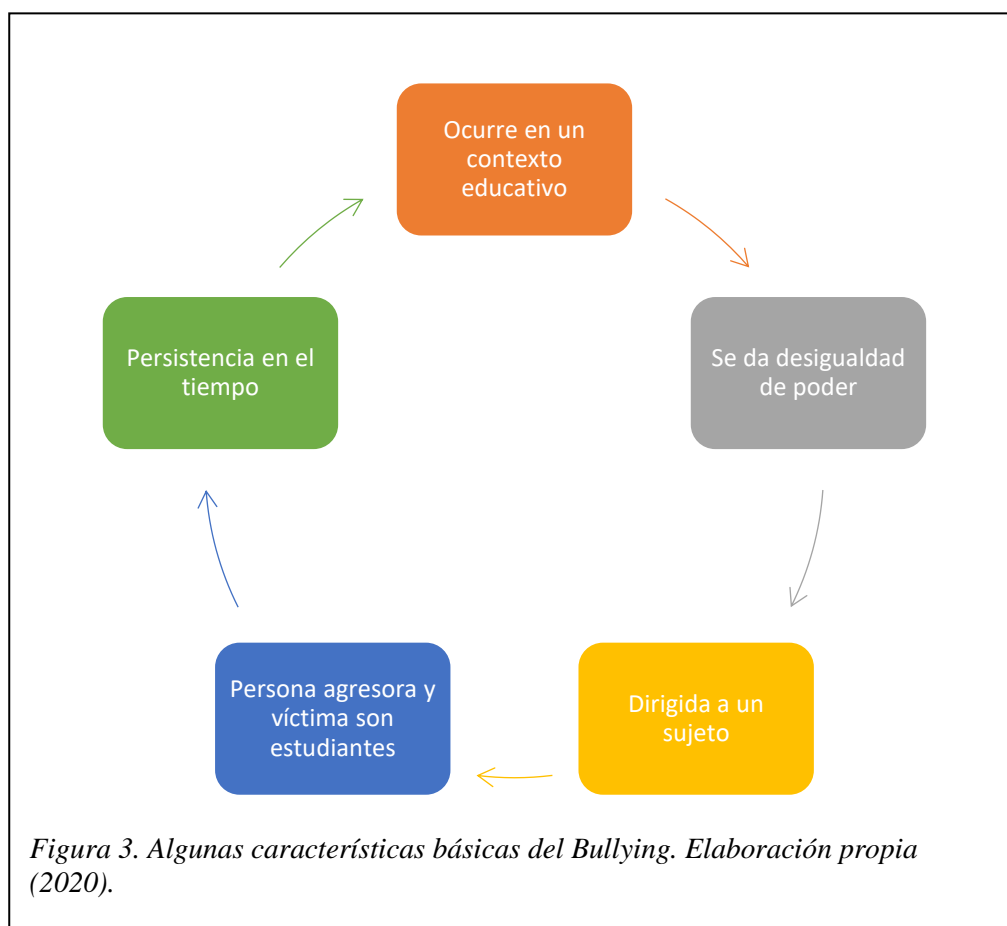 Ocurre en un
contexto
educativo
Se da desigualdad
de poder
Dirigida a un
sujeto
Persona agresora y
víctima son
estudiantes
Persistencia en el
tiempo
Figura 3. Algunas características básicas del Bullying. Elaboración propia
(2020).